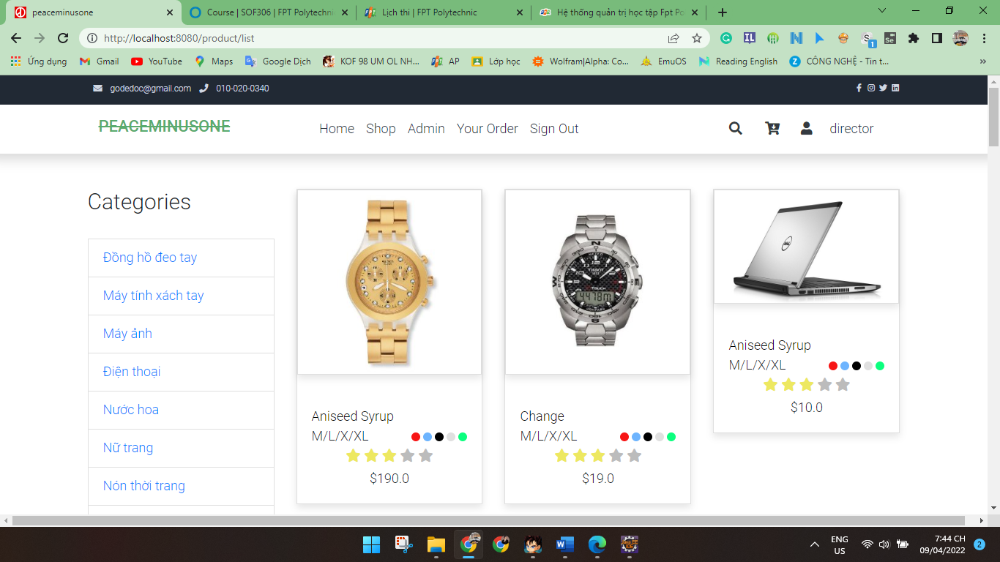 peaceminusone
Course | SOF306 | FPT Polytechnic
Lịch thi | FPT Polytechnic
Hệ thống quản trị học tập Fpt Po
http://localhost:8080/product/list
Ứng dụng
Gmail
YouTube
Maps
Google Dịch
KOF 98 UM OL NH...
AP
Lớp học
Wolfram|Alpha: Co...
EmuOS
Reading English
CÔNG NGHỆ - Tin t...
»
godedoc@gmail.com
010-020-0340
PEACEMINUSONE
Home
Shop
Admin
Your Order
Sign Out
director
Categories
Đồng hồ đeo tay
Máy tính xách tay
Máy ảnh
Điện thoại
Nước hoa
Nữ trang
Nón thời trang
Aniseed Syrup
M/L/X/XL
$190.0
TISSOT
4478m
Change
M/L/X/XL
$19.0
DELL
Aniseed Syrup
M/L/X/XL
$10.0
ENG
US
7:44 CH
09/04/2022
2